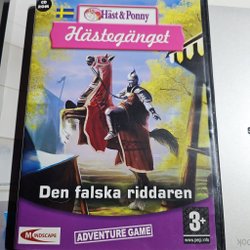 CD
ROM
Häst & Ponny
Hästegänget
Den falska riddaren
MINDSCAPE
ADVENTURE GAME
3+
www.pegi.info